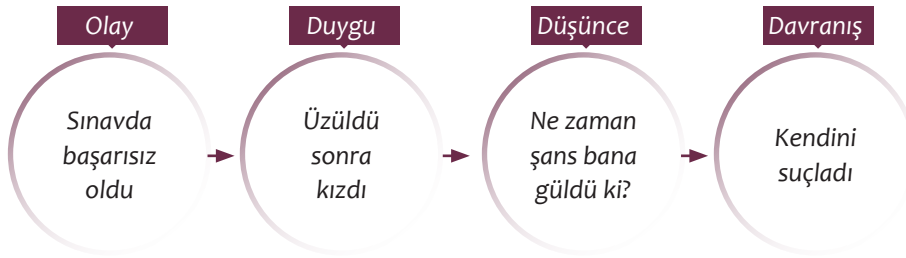 Olay
Sınavda
başarısız
oldu
Duygu
Üzüldü
sonra
kızdı
Düşünce
Ne zaman
şans bana
güldü ki?
Davranış
Kendini
suçladı